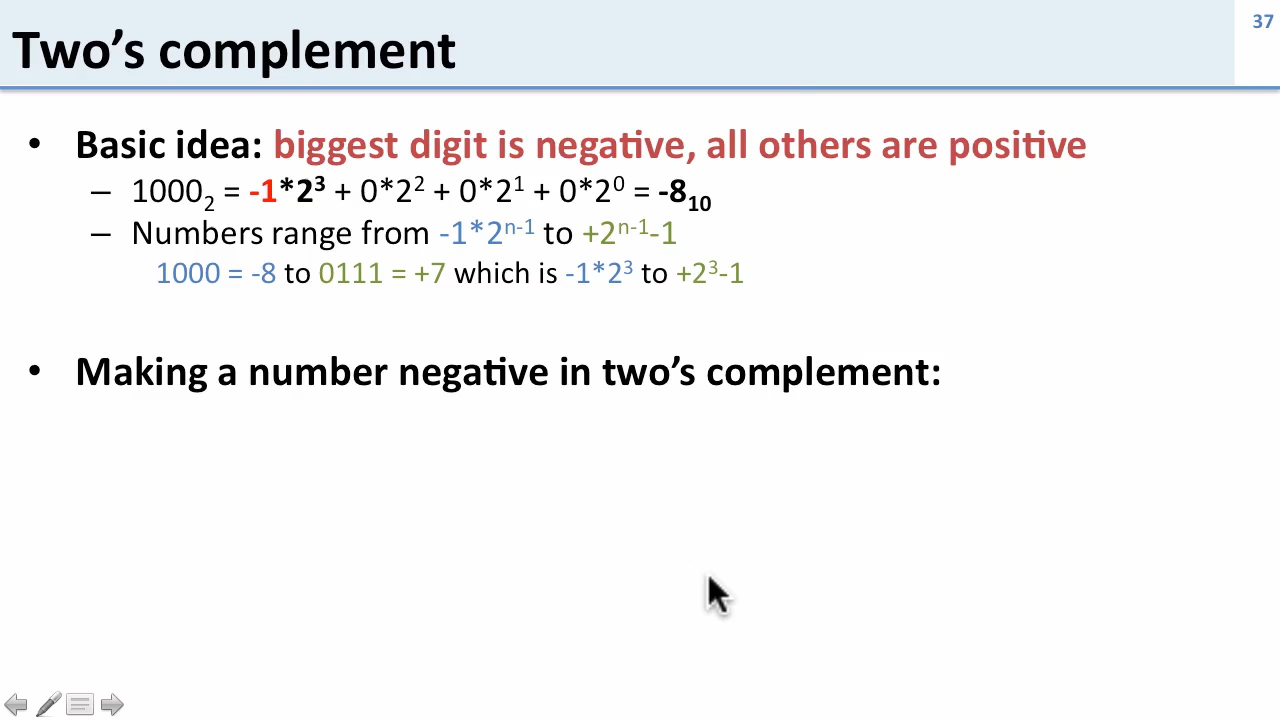 37
Two’s complement
• Basic idea: biggest digit is negative, all others are positive
– 1000₂ = -1*2³ + 0*2² + 0*2¹ + 0*2⁰ = -8₁₀
– Numbers range from -1*2ⁿ⁻¹ to +2ⁿ⁻¹-1
1000 = -8 to 0111 = +7 which is -1*2³ to +2³-1
• Making a number negative in two’s complement: